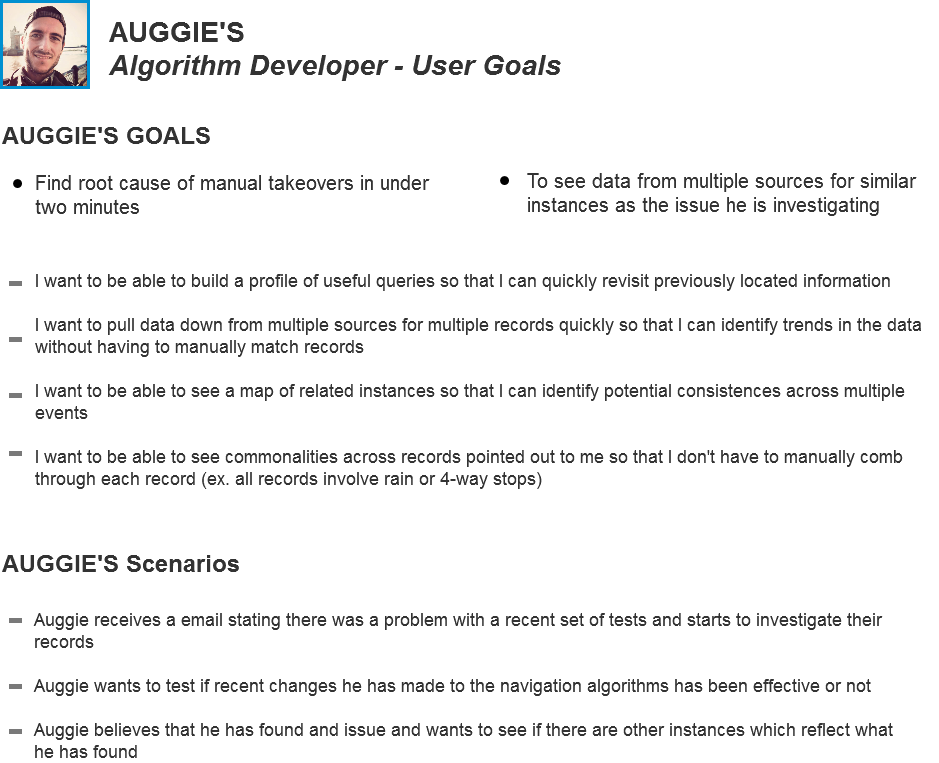 AUGGIE'S
Algorithm Developer - User Goals
AUGGIE'S GOALS
Find root cause of manual takeovers in under
two minutes
To see data from multiple sources for similar
instances as the issue he is investigating
I want to be able to build a profile of useful queries so that I can quickly revisit previously located information
I want to pull data down from multiple sources for multiple records quickly so that I can identify trends in the data
without having to manually match records
I want to be able to see a map of related instances so that I can identify potential consistences across multiple
events
I want to be able to see commonalities across records pointed out to me so that I don't have to manually comb
through each record (ex. all records involve rain or 4-way stops)
AUGGIE'S Scenarios
Auggie receives a email stating there was a problem with a recent set of tests and starts to investigate their
records
Auggie wants to test if recent changes he has made to the navigation algorithms has been effective or not
Auggie believes that he has found and issue and wants to see if there are other instances which reflect what
he has found